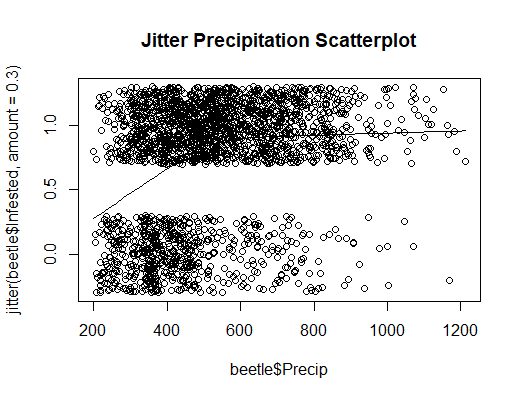 Jitter Precipitation Scatterplot
jitter(beetle$Infested, amount = 0.3)
1.0
0.5
0.0
200 400 600 800 1000 1200
beetle$Precip